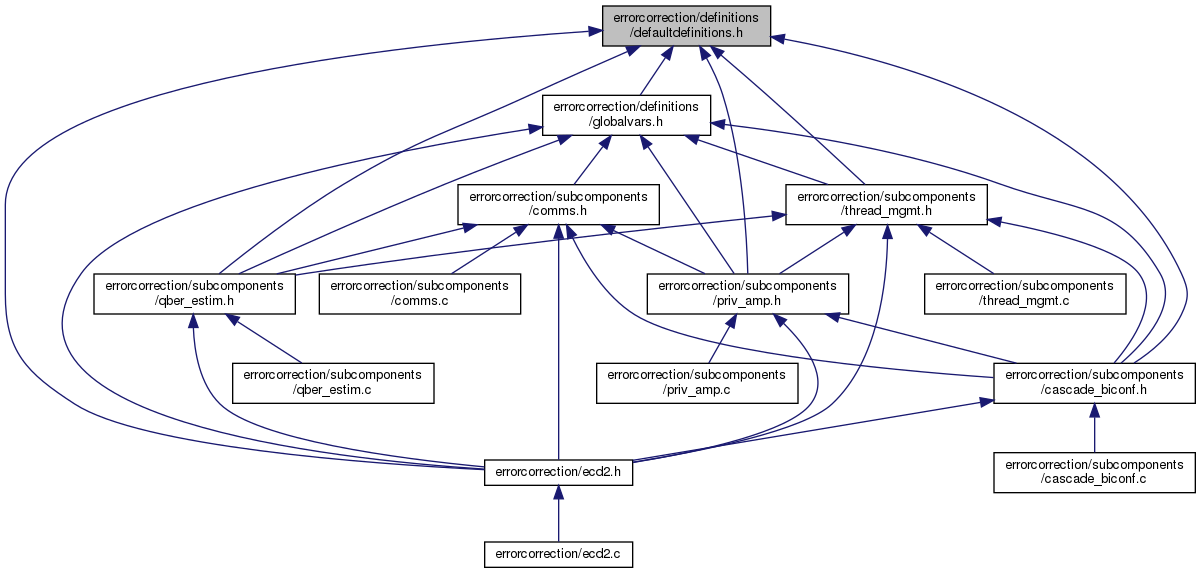 errorcorrection/definitions
/defaultdefinitions.h
errorcorrection/definitions
/globalvars.h
errorcorrection/subcomponents
/comms.h
errorcorrection/subcomponents
/thread_mgmt.h
errorcorrection/subcomponents
/qber_estim.h
errorcorrection/subcomponents
/comms.c
errorcorrection/subcomponents
/priv_amp.h
errorcorrection/subcomponents
/thread_mgmt.c
errorcorrection/subcomponents
/qber_estim.c
errorcorrection/subcomponents
/priv_amp.c
errorcorrection/subcomponents
/cascade_biconf.h
errorcorrection/ecd2.h
errorcorrection/subcomponents
/cascade_biconf.c
errorcorrection/ecd2.c